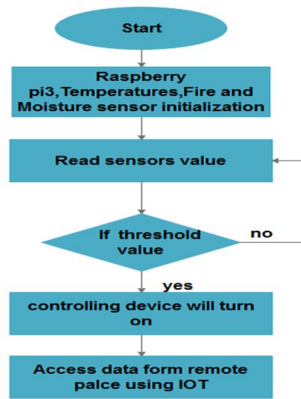 Start
Raspberry
pi3,Temperatures,Fire and
Moisture sensor initialization
Read sensors value
If threshold
value
no
yes
controlling device will turn
on
Access data form remote
palce using IOT